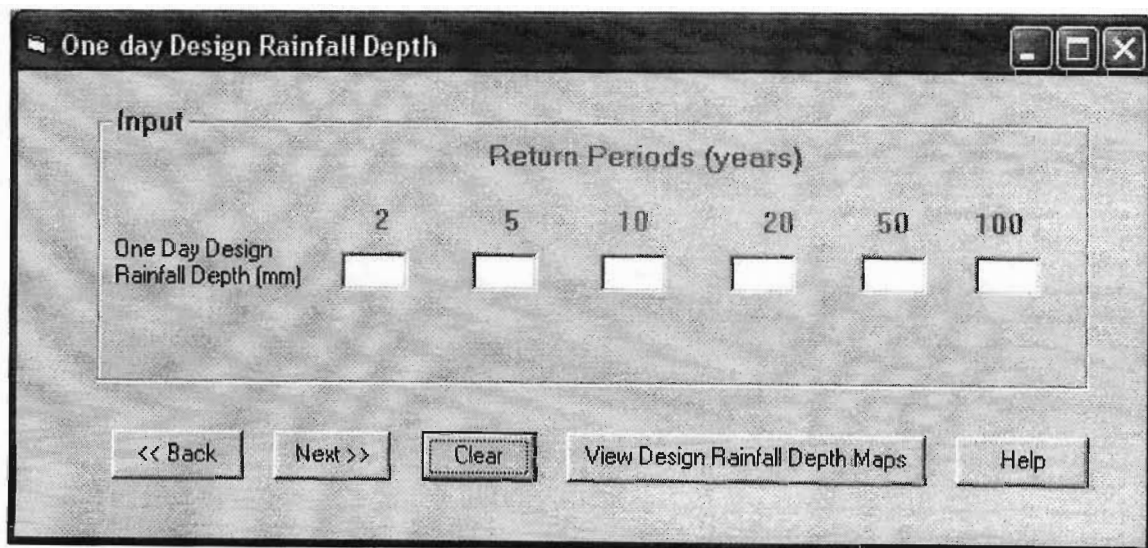 One day Design Rainfall Depth
Input
Return Periods (years)
2 5 10 20 50 100
One Day Design
Rainfall Depth (mm)
<< Back Next >> Clear View Design Rainfall Depth Maps Help